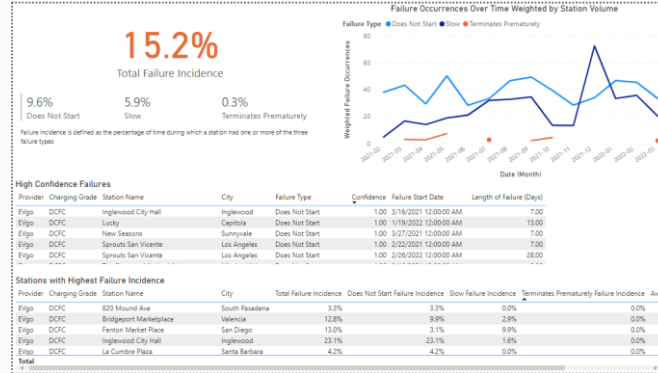 Failure Occurrences Over Time Weighted by Station Volume
Failure Type Does Not Start Slow Terminates Prematurely
15.2%
Total Failure Incidence
9.6% 5.9% 0.3%
Does Not Start Slow Terminates Prematurely
Failure Incidence is defined as the percentage of time during which a station had one or more of the three
failure types
Weighted Failure Occurrences
80
60
40
20
0
2021-02 2021-03 2021-04 2021-05 2021-06 2021-07 2021-08 2021-09 2021-10 2021-11 2021-12 2022-01 2022-02 2022-03
Date (Month)
High Confidence Failures
Provider Charging Grade Station Name City Failure Type Confidence Failure Start Date Length of Failure (Days)
EVgo DCFC Inglewood City Hall Inglewood Does Not Start 1.00 3/16/2021 12:00:00 AM 7.00
EVgo DCFC Lucky Capitola Does Not Start 1.00 1/19/2022 12:00:00 AM 13.00
EVgo DCFC New Seasons Sunnyvale Does Not Start 1.00 3/27/2021 12:00:00 AM 7.00
EVgo DCFC Sprouts San Vicente Los Angeles Does Not Start 1.00 2/22/2021 12:00:00 AM 7.00
EVgo DCFC Sprouts San Vicente Los Angeles Does Not Start 1.00 2/26/2022 12:00:00 AM 28.00
Stations with Highest Failure Incidence
Provider Charging Grade Station Name City Total Failure Incidence Does Not Start Failure Incidence Slow Failure Incidence Terminates Prematurely Failure Incidence
EVgo DCFC 820 Mound Ave South Pasadena 3.3% 3.3% 0.0% 0.0%
EVgo DCFC Bridgeport Marketplace Valencia 12.8% 9.9% 2.9% 0.0%
EVgo DCFC Fenton Market Place San Diego 13.0% 3.1% 9.9% 0.0%
EVgo DCFC Inglewood City Hall Inglewood 23.1% 23.1% 1.6% 0.0%
EVgo DCFC La Cumbre Plaza Santa Barbara 4.2% 4.2% 0.0% 0.0%
Total